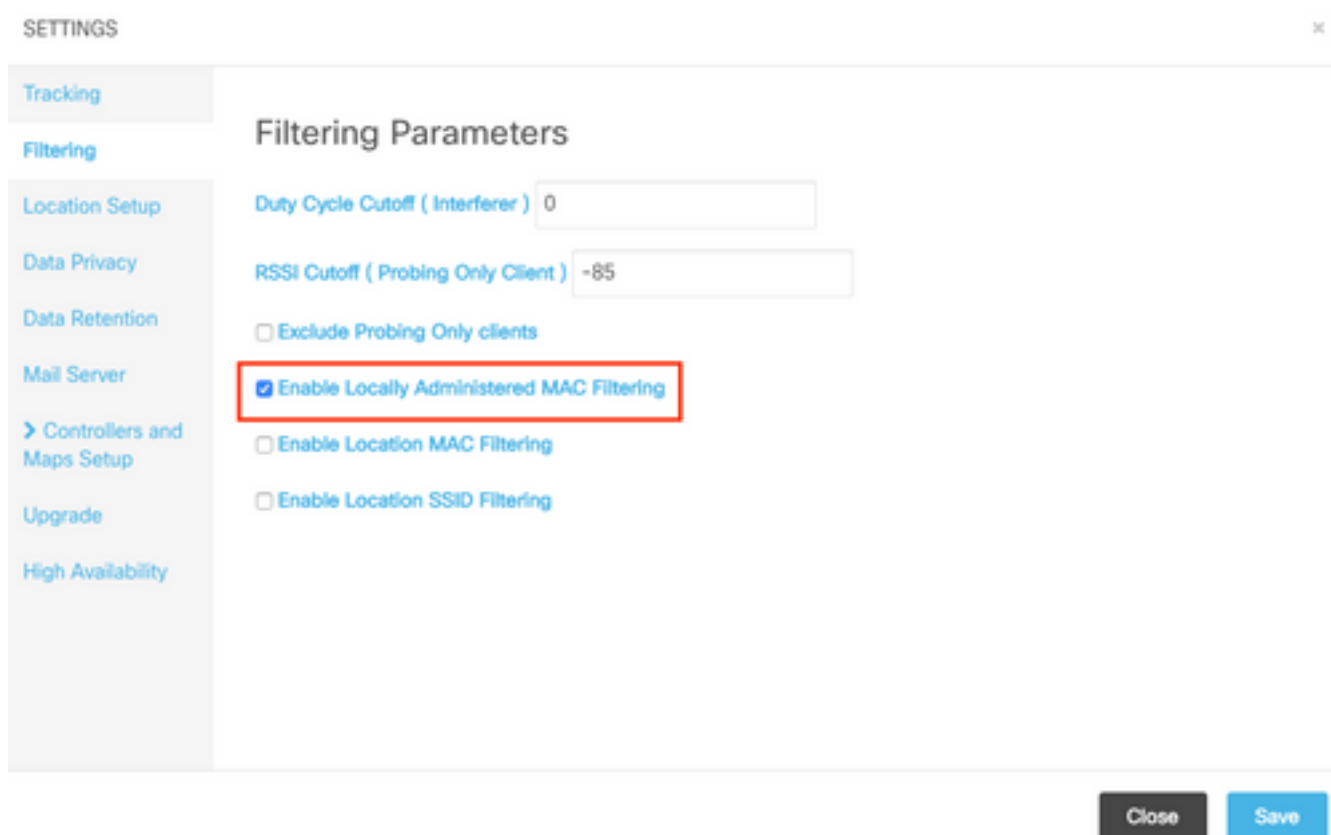 SETTINGS
×
Tracking
Filtering
Location Setup
Data Privacy
Data Retention
Mail Server
Controllers and
Maps Setup
Upgrade
High Availability
Filtering Parameters
Duty Cycle Cutoff ( Interferer ) 0
RSSI Cutoff ( Probing Only Client ) -85
Exclude Probing Only clients
Enable Locally Administered MAC Filtering
Enable Location MAC Filtering
Enable Location SSID Filtering
Close Save